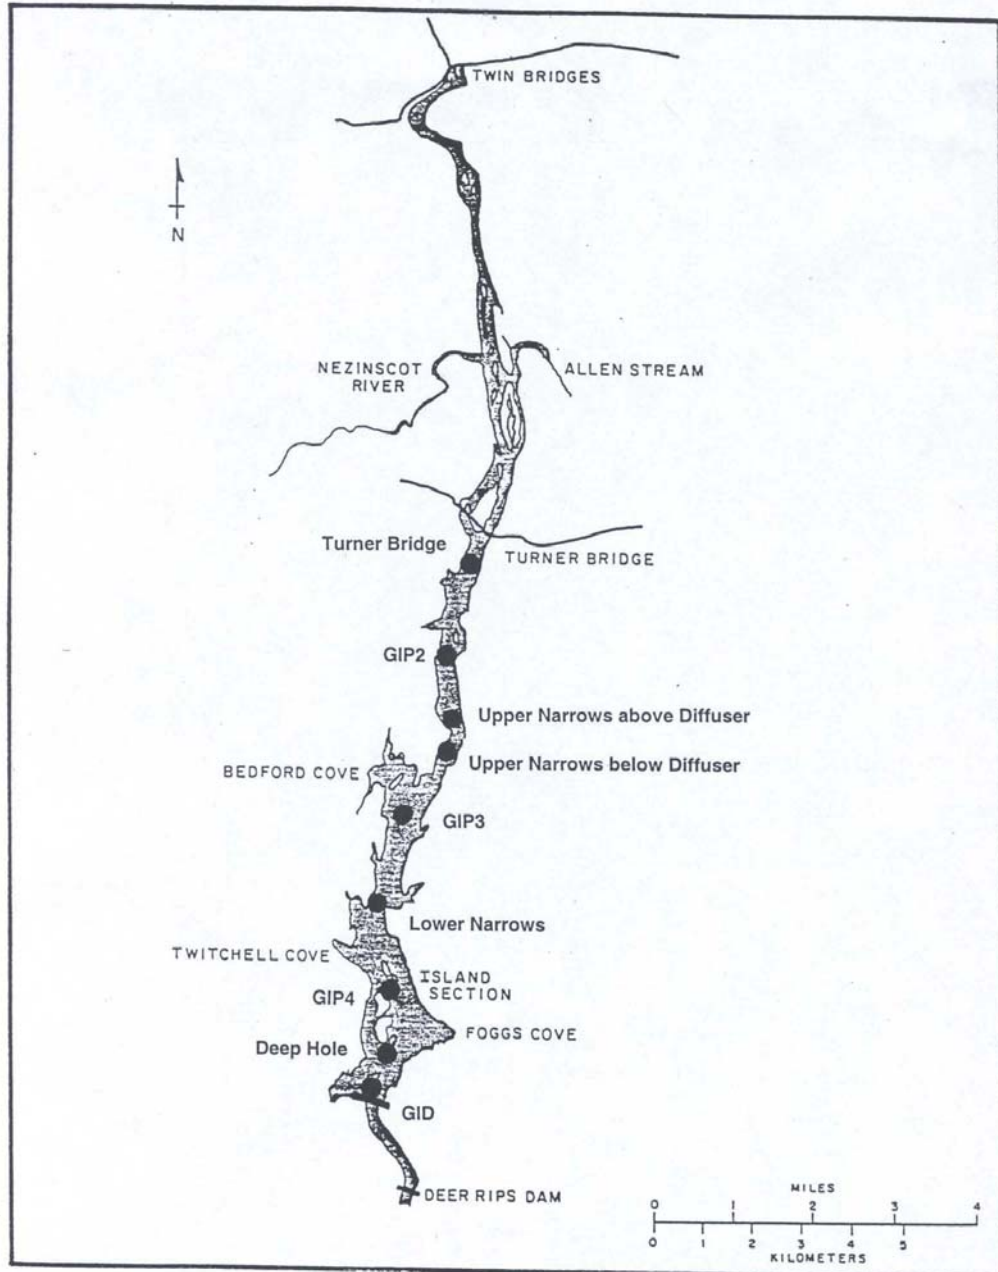 TWIN BRIDGES
N
NEZINSCOT
RIVER
ALLEN STREAM
Turner Bridge
TURNER BRIDGE
GIP2
Upper Narrows above Diffuser
Upper Narrows below Diffuser
BEDFORD COVE
GIP3
Lower Narrows
TWITCHELL COVE
ISLAND
SECTION
GIP4
FOGGS COVE
Deep Hole
GID
DEER RIPS DAM
MILES
0 1 2 3 4
0 1 2 3 4 5
KILOMETERS